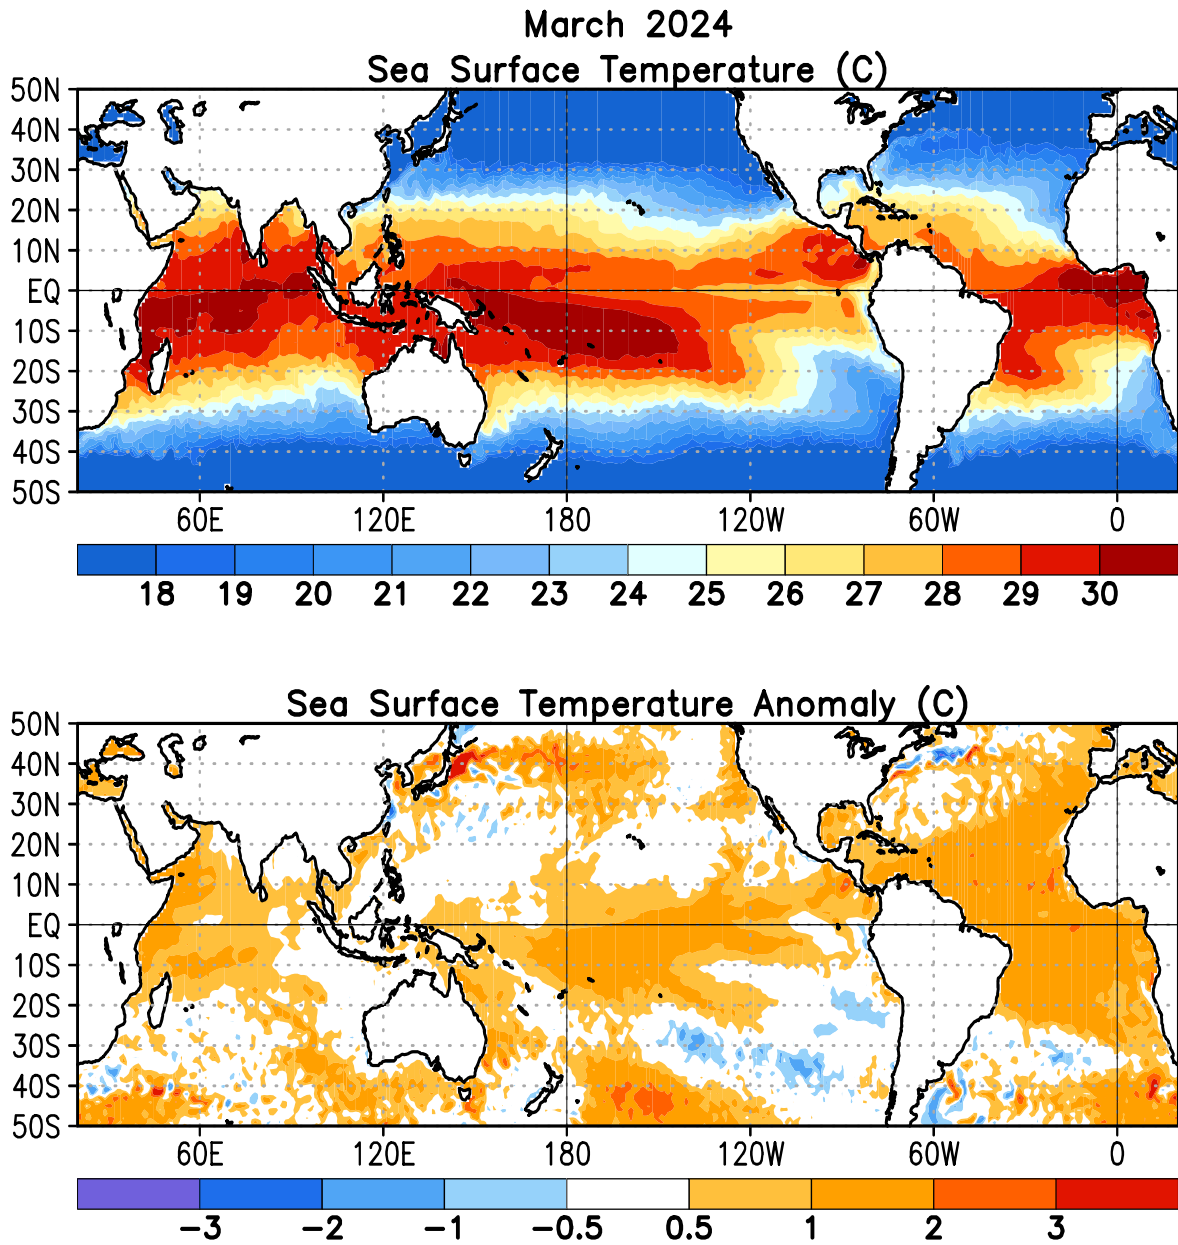 March 2024
Sea Surface Temperature (C)
50N
40N
30N
20N
10N
EQ
10S
20S
30S
40S
50S
60E 120E 180 120W 60W 0
18 19 20 21 22 23 24 25 26 27 28 29 30
Sea Surface Temperature Anomaly (C)
50N
40N
30N
20N
10N
EQ
10S
20S
30S
40S
50S
60E 120E 180 120W 60W 0
-3 -2 -1 -0.5 0.5 1 2 3